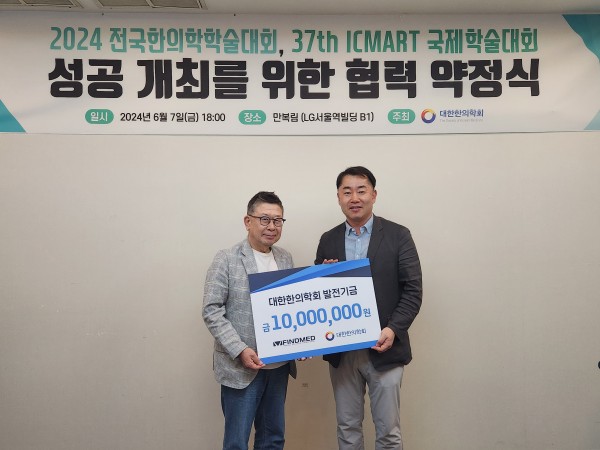 2024 전국한의학학술대회, 37th ICMART 국제학술대회
성공 개최를 위한 협력 약정식
일시 2024년 6월 7일(금) 18:00 장소 만복림 (LG서울역빌딩 B1) 주최 대한한의학회
대한한의학회 발전기금
금 10,000,000원
FINDMED 대한한의학회